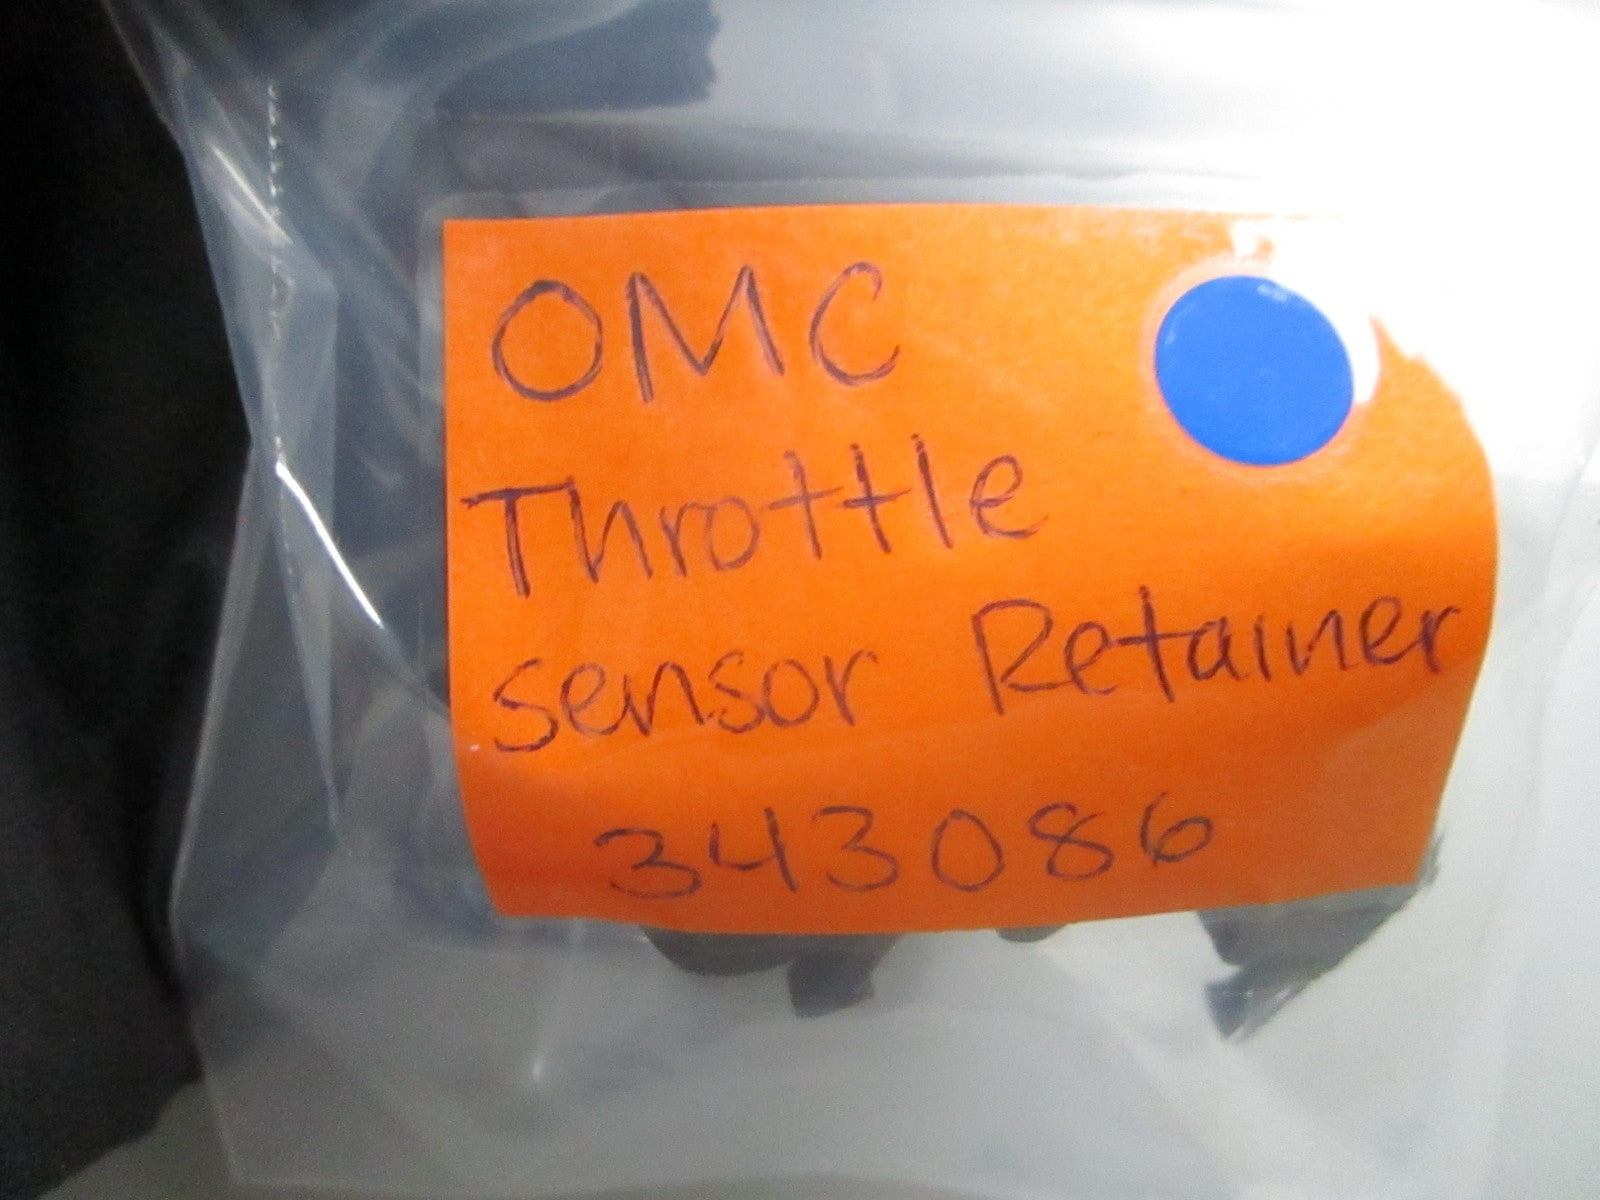 OMC
Throttle
sensor Retainer
343086